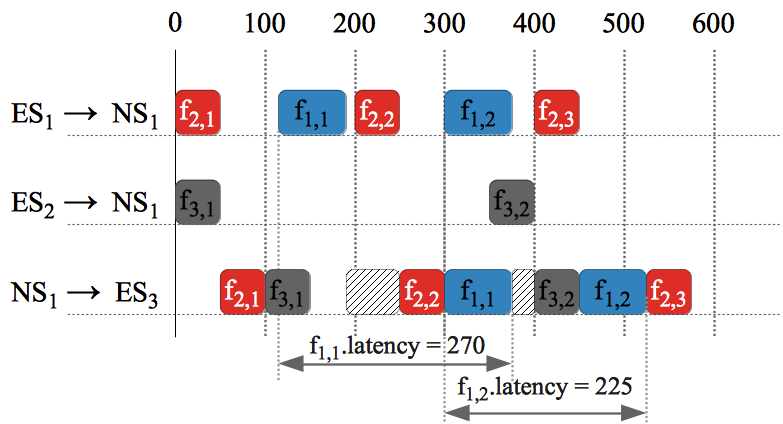 0 100 200 300 400 500 600
ES1 → NS1 f2,1 f1,1 f2,2 f1,2 f2,3
ES2 → NS1 f3,1 f3,2
NS1 → ES3 f2,1 f3,1 f2,2 f1,1 f3,2 f1,2 f2,3
f1,1.latency = 270
f1,2.latency = 225